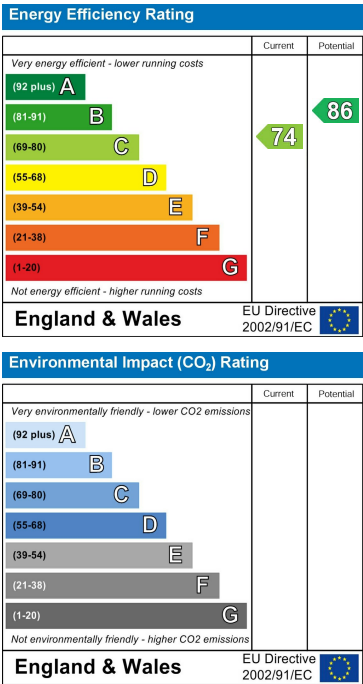 Energy Efficiency Rating
Current Potential
Very energy efficient - lower running costs
(92 plus) A
(81-91) B
(69-80) C
(55-68) D
(39-54) E
(21-38) F
(1-20) G
74
86
Not energy efficient - higher running costs
England & Wales
EU Directive
2002/91/EC
Environmental Impact (CO₂) Rating
Current Potential
Very environmentally friendly - lower CO2 emissions
(92 plus) A
(81-91) B
(69-80) C
(55-68) D
(39-54) E
(21-38) F
(1-20) G
Not environmentally friendly - higher CO2 emissions
England & Wales
EU Directive
2002/91/EC